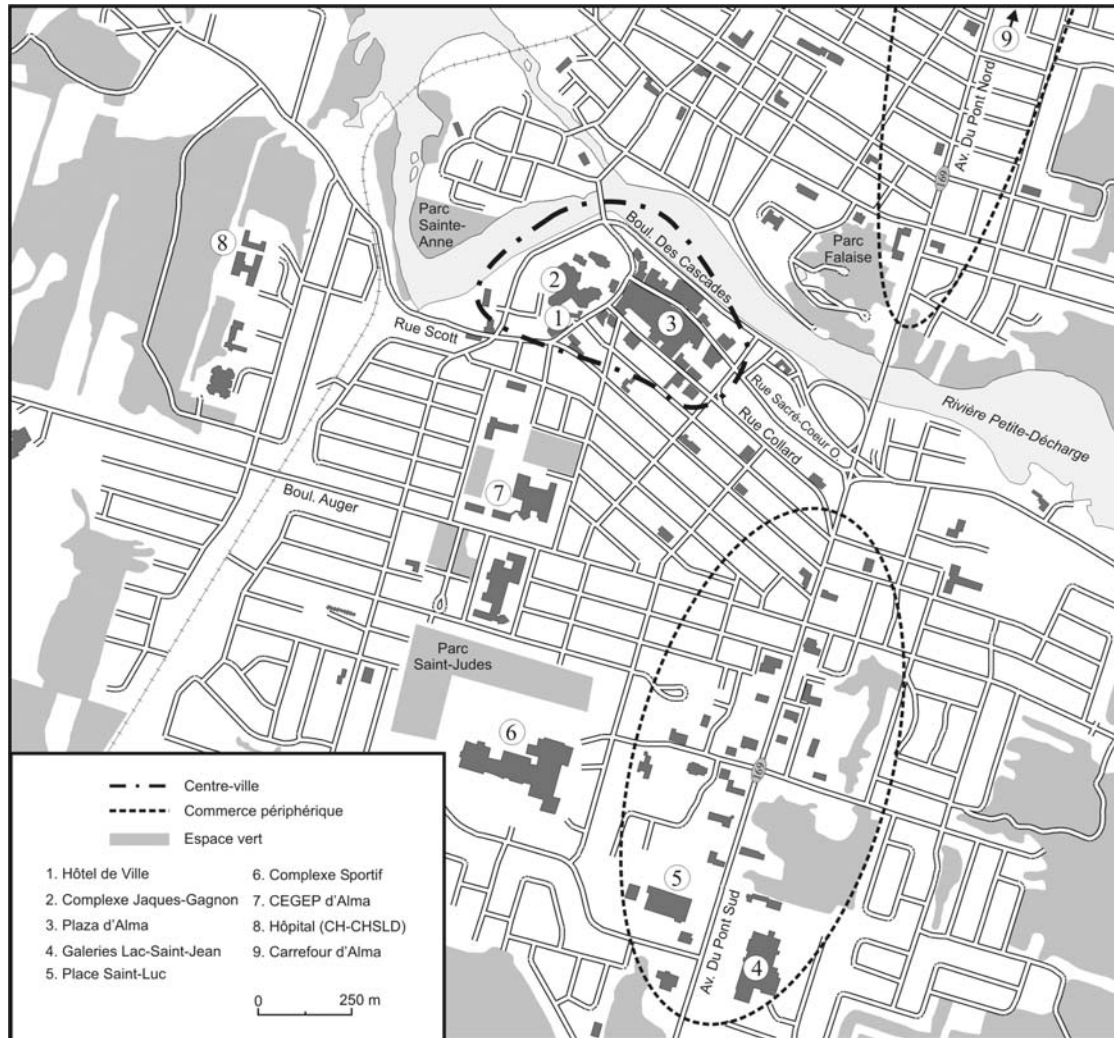 9
Av. Du Pont Nord
169
Parc
Sainte-
Anne
Boul. Des Cascades
Parc
Falaise
8
2
1
3
Rue Scott
Rue Sacré-Coeur O
Rue Collard
Rivière Petite-Décharge
7
Boul. Auger
Parc
Saint-Judes
6
169
5
4
Av. Du Pont Sud
Centre-ville
Commerce périphérique
Espace vert
1. Hôtel de Ville
2. Complexe Jaques-Gagnon
3. Plaza d'Alma
4. Galeries Lac-Saint-Jean
5. Place Saint-Luc
6. Complexe Sportif
7. CEGEP d'Alma
8. Hôpital (CH-CHSLD)
9. Carrefour d'Alma
0 250 m